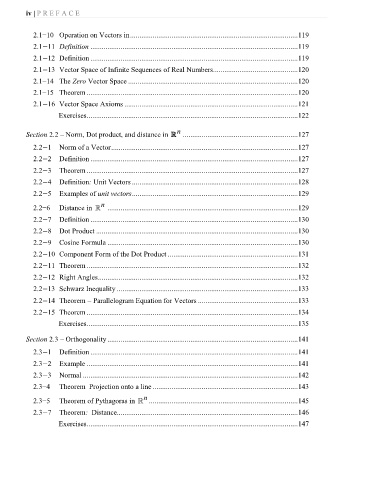 iv | P R E F A C E
2.1−10 Operation on Vectors in ........119
2.1−11 Definition ........119
2.1−12 Definition ........119
2.1−13 Vector Space of Infinite Sequences of Real Numbers........120
2.1−14 The Zero Vector Space ........120
2.1−15 Theorem ........120
2.1−16 Vector Space Axioms ........121
Exercises........122
Section 2.2 – Norm, Dot product, and distance in ℝⁿ ........127
2.2−1 Norm of a Vector........127
2.2−2 Definition ........127
2.2−3 Theorem ........127
2.2−4 Definition: Unit Vectors........128
2.2−5 Examples of unit vectors........129
2.2−6 Distance in ℝⁿ ........129
2.2−7 Definition ........130
2.2−8 Dot Product ........130
2.2−9 Cosine Formula ........130
2.2−10 Component Form of the Dot Product ........131
2.2−11 Theorem ........132
2.2−12 Right Angles........132
2.2−13 Schwarz Inequality ........133
2.2−14 Theorem – Parallelogram Equation for Vectors ........133
2.2−15 Theorem ........134
Exercises........135
Section 2.3 – Orthogonality ........141
2.3−1 Definition ........141
2.3−2 Example ........141
2.3−3 Normal ........142
2.3−4 Theorem Projection onto a line ........143
2.3−5 Theorem of Pythagoras in ℝⁿ ........145
2.3−7 Theorem: Distance........146
Exercises........147